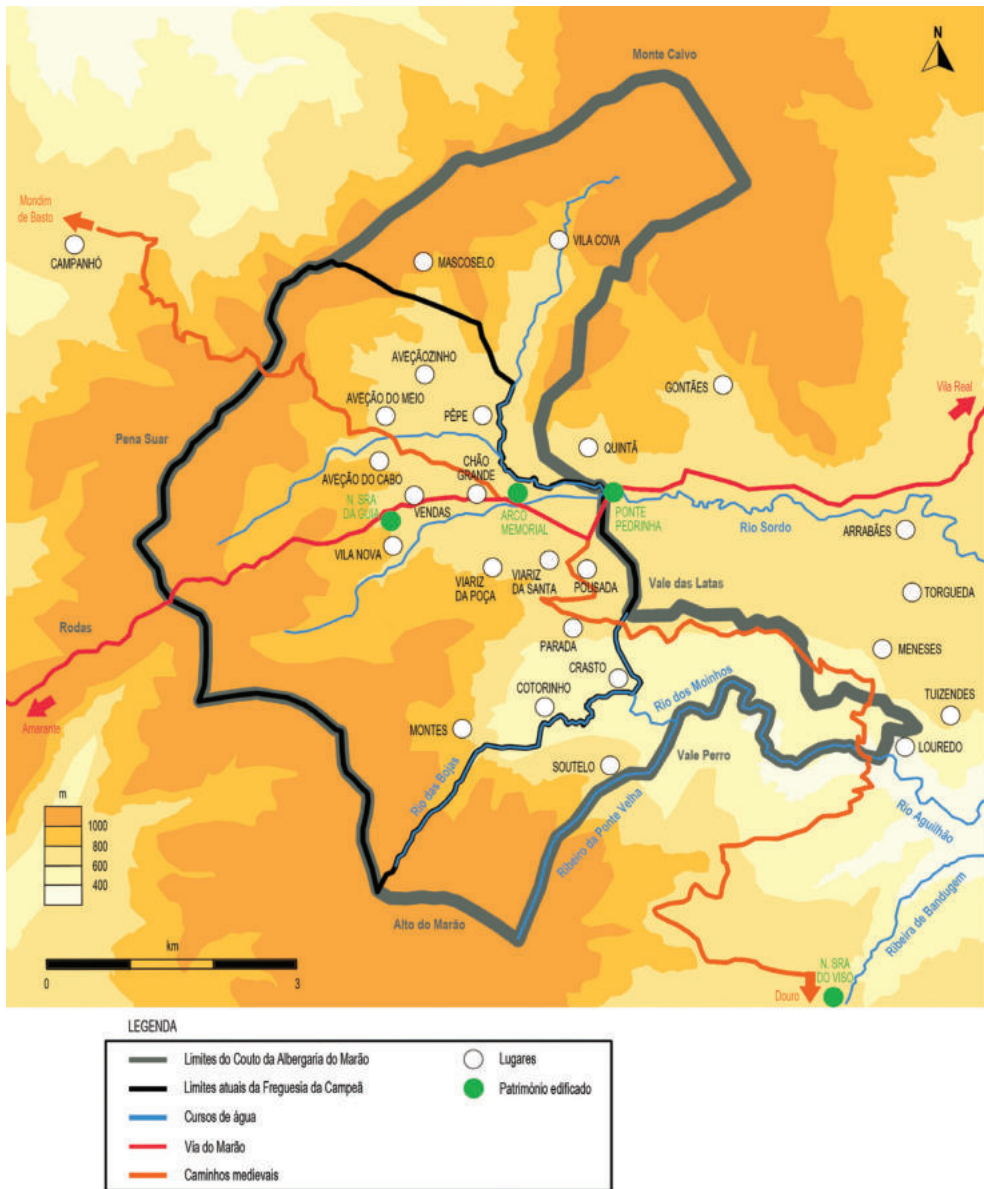 N
Monte Calvo
Mondim
de Basto
CAMPANHÓ
VILA COVA
MASCOSELO
AVEÇÃOZINHO
GONTÃES
Vila Real
AVEÇÃO DO MEIO
PÊPE
Pena Suar
QUINTÃ
CHÃO
GRANDE
AVEÇÃO DO CABO
N. SRA
DA GUIA
VENDAS
ARCO
MEMORIAL
PONTE
PEDRINHA
Rio Sordo
ARRABÃES
VILA NOVA
VIARIZ
DA POÇA
VIARIZ
DA SANTA
POUSADA
Vale das Latas
TORGUEDA
Rodas
PARADA
MENESES
CRASTO
Amarante
COTORINHO
Rio dos Moinhos
TUIZENDES
MONTES
LOUREDO
SOUTELO
Vale Perro
Rio das Bojas
Ribeiro da Ponte Velha
Rio Aguilhão
m
1000
800
600
400
Ribeira de Bandugem
Alto do Marão
km
0
3
N. SRA
DO VISO
Douro
LEGENDA
Limites do Couto da Albergaria do Marão
Limites atuais da Freguesia da Campeã
Cursos de água
Via do Marão
Caminhos medievais
Lugares
Património edificado